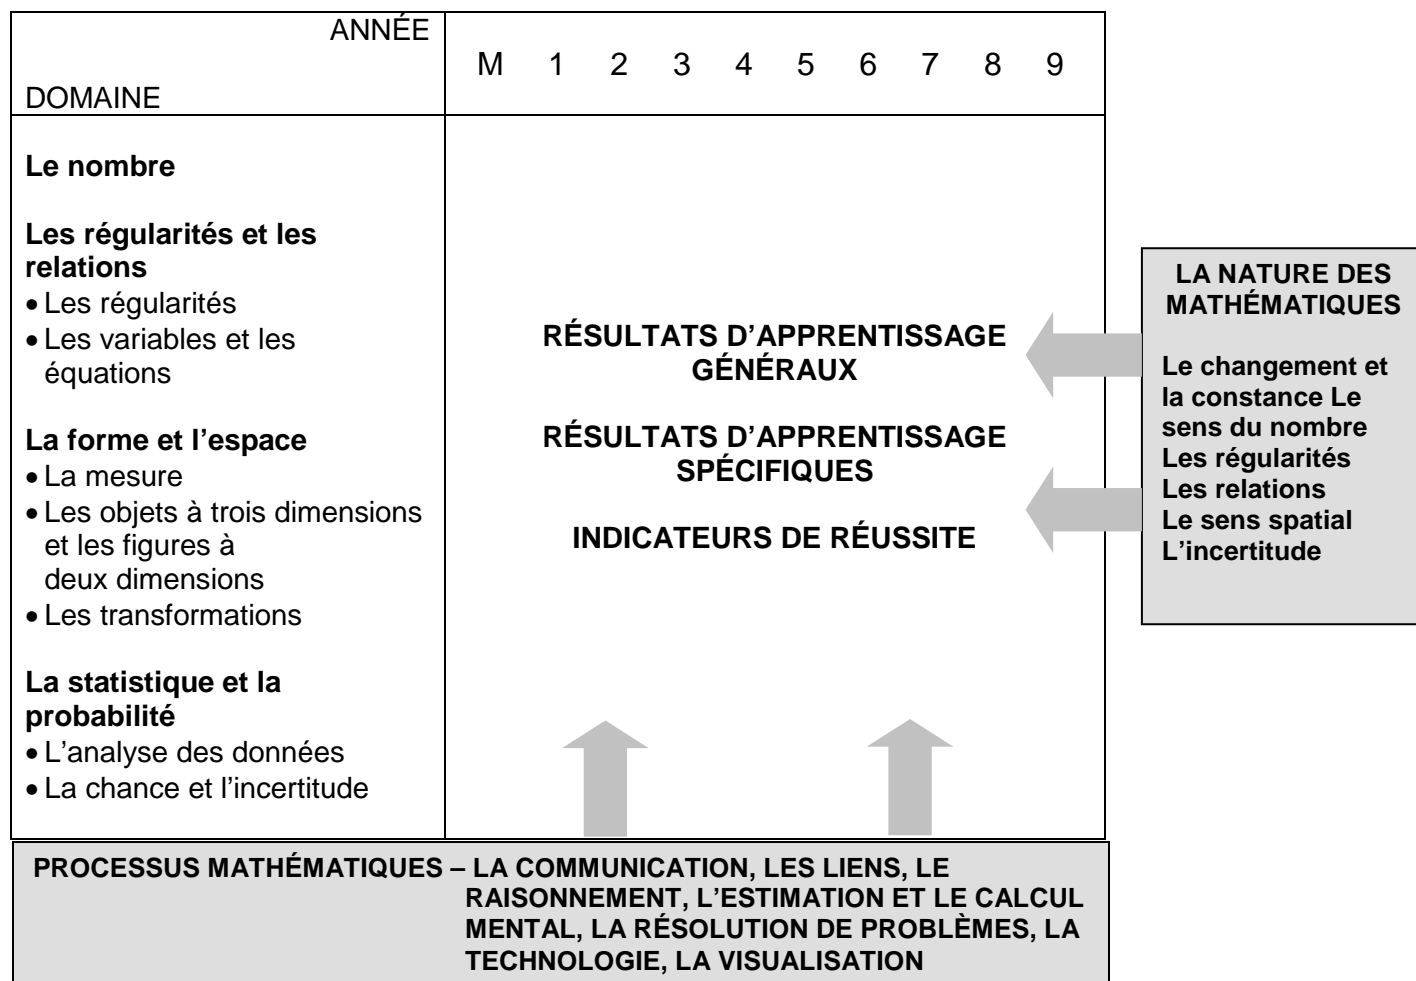 ANNÉE
DOMAINE
M 1 2 3 4 5 6 7 8 9
Le nombre
Les régularités et les
relations
• Les régularités
• Les variables et les
équations
La forme et l’espace
• La mesure
• Les objets à trois dimensions
et les figures à
deux dimensions
• Les transformations
La statistique et la
probabilité
• L’analyse des données
• La chance et l’incertitude
RÉSULTATS D’APPRENTISSAGE
GÉNÉRAUX
RÉSULTATS D’APPRENTISSAGE
SPÉCIFIQUES
INDICATEURS DE RÉUSSITE
LA NATURE DES
MATHÉMATIQUES
Le changement et
la constance Le
sens du nombre
Les régularités
Les relations
Le sens spatial
L’incertitude
PROCESSUS MATHÉMATIQUES – LA COMMUNICATION, LES LIENS, LE
RAISONNEMENT, L’ESTIMATION ET LE CALCUL
MENTAL, LA RÉSOLUTION DE PROBLÈMES, LA
TECHNOLOGIE, LA VISUALISATION